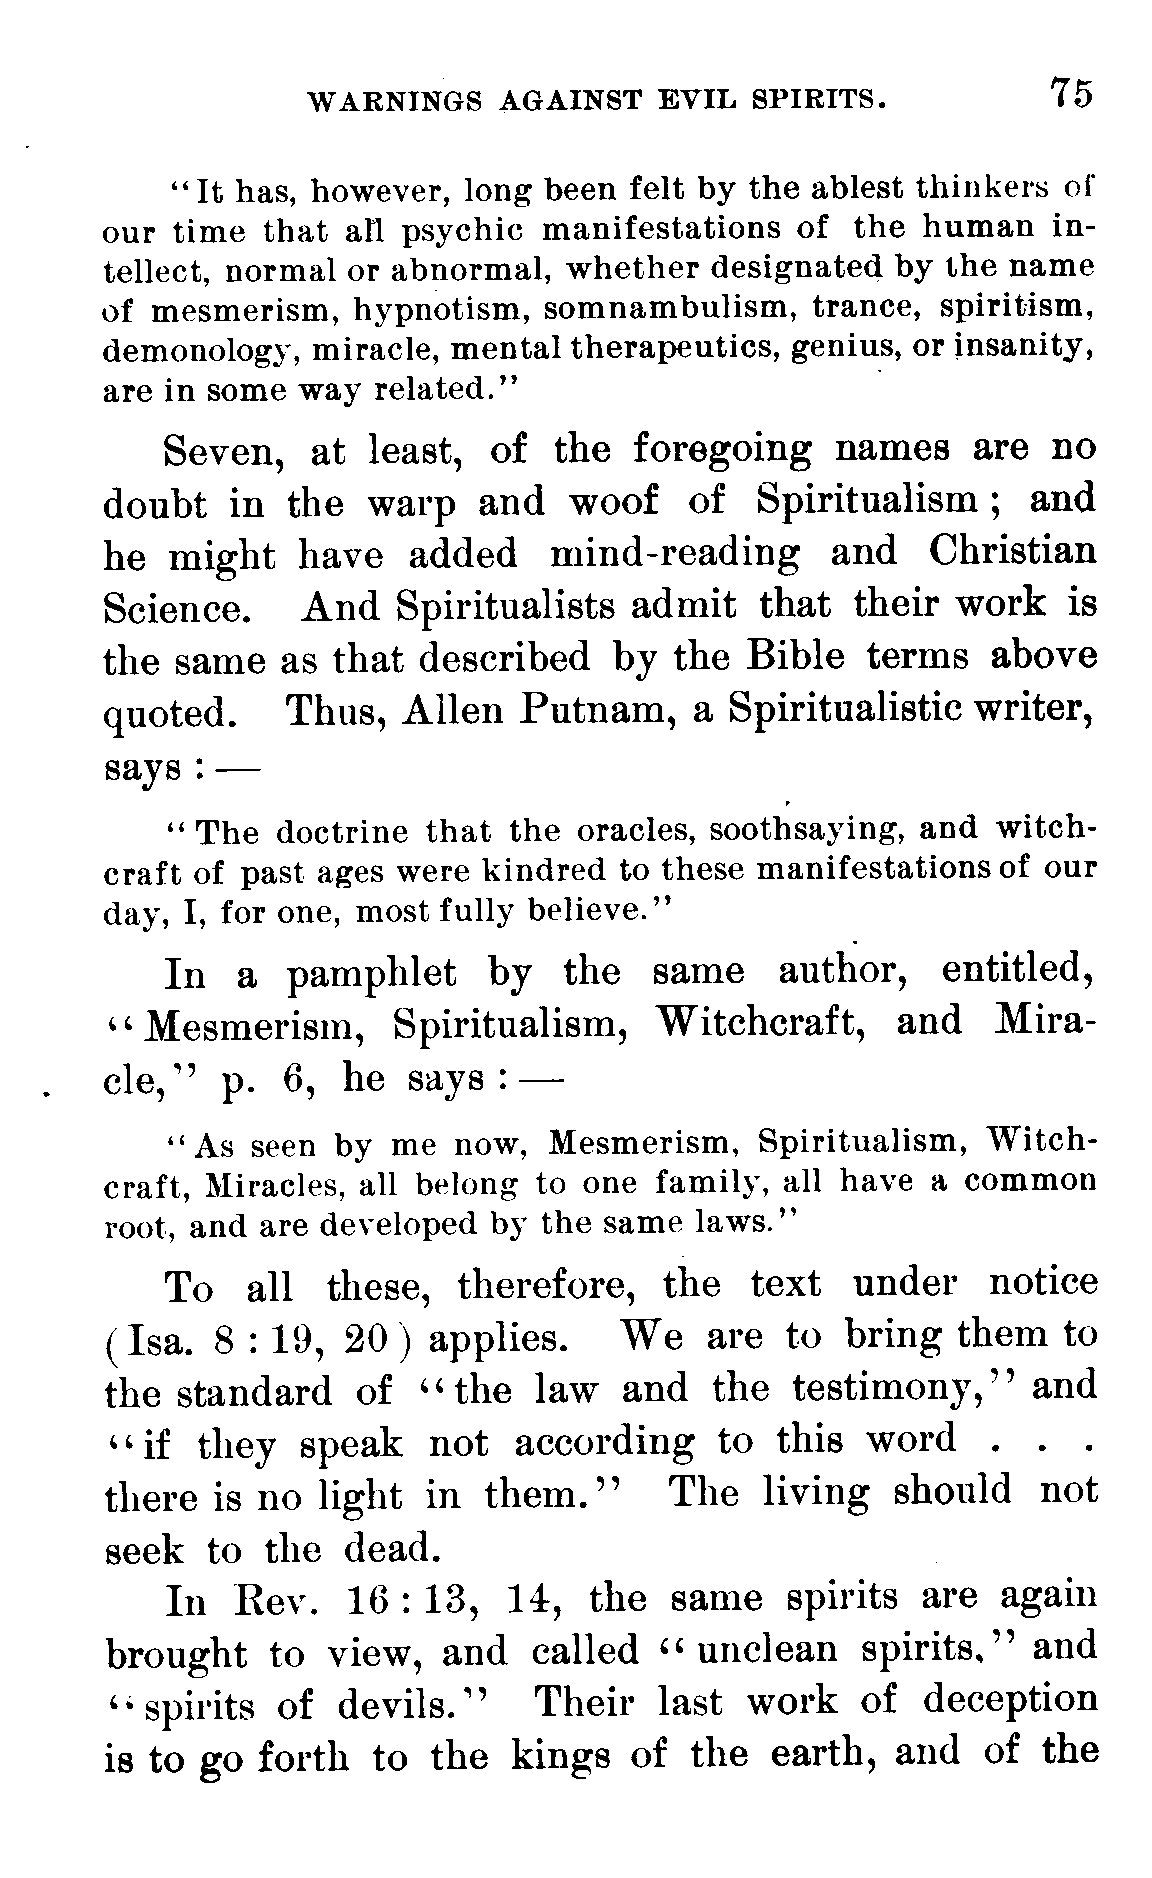 WARNINGS AGAINST EVIL SPIRITS. 75
"It has, however, long been felt by the ablest thinkers of
our time that all psychic manifestations of the human in-
tellect, normal or abnormal, whether designated by the name
of mesmerism, hypnotism, somnambulism, trance, spiritism,
demonology, miracle, mental therapeutics, genius, or insanity,
are in some way related."
Seven, at least, of the foregoing names are no
doubt in the warp and woof of Spiritualism ; and
he might have added mind-reading and Christian
Science. And Spiritualists admit that their work is
the same as that described by the Bible terms above
quoted. Thus, Allen Putnam, a Spiritualistic writer,
says : —
"The doctrine that the oracles, soothsaying, and witch-
craft of past ages were kindred to these manifestations of our
day, I, for one, most fully believe."
In a pamphlet by the same author, entitled,
"Mesmerism, Spiritualism, Witchcraft, and Mira-
cle," p. 6, he says : —
"As seen by me now, Mesmerism, Spiritualism, Witch-
craft, Miracles, all belong to one family, all have a common
root, and are developed by the same laws."
To all these, therefore, the text under notice
(Isa. 8 : 19, 20) applies. We are to bring them to
the standard of "the law and the testimony," and
"if they speak not according to this word . . .
there is no light in them." The living should not
seek to the dead.
In Rev. 16 : 13, 14, the same spirits are again
brought to view, and called "unclean spirits," and
"spirits of devils." Their last work of deception
is to go forth to the kings of the earth, and of the